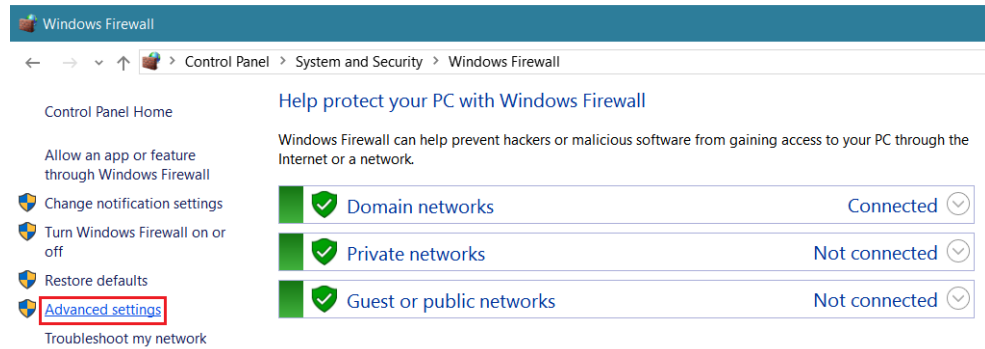 Windows Firewall
Control Panel > System and Security > Windows Firewall
Control Panel Home
Allow an app or feature
through Windows Firewall
Change notification settings
Turn Windows Firewall on or
off
Restore defaults
Advanced settings
Troubleshoot my network
Help protect your PC with Windows Firewall
Windows Firewall can help prevent hackers or malicious software from gaining access to your PC through the
Internet or a network.
Domain networks Connected
Private networks Not connected
Guest or public networks Not connected